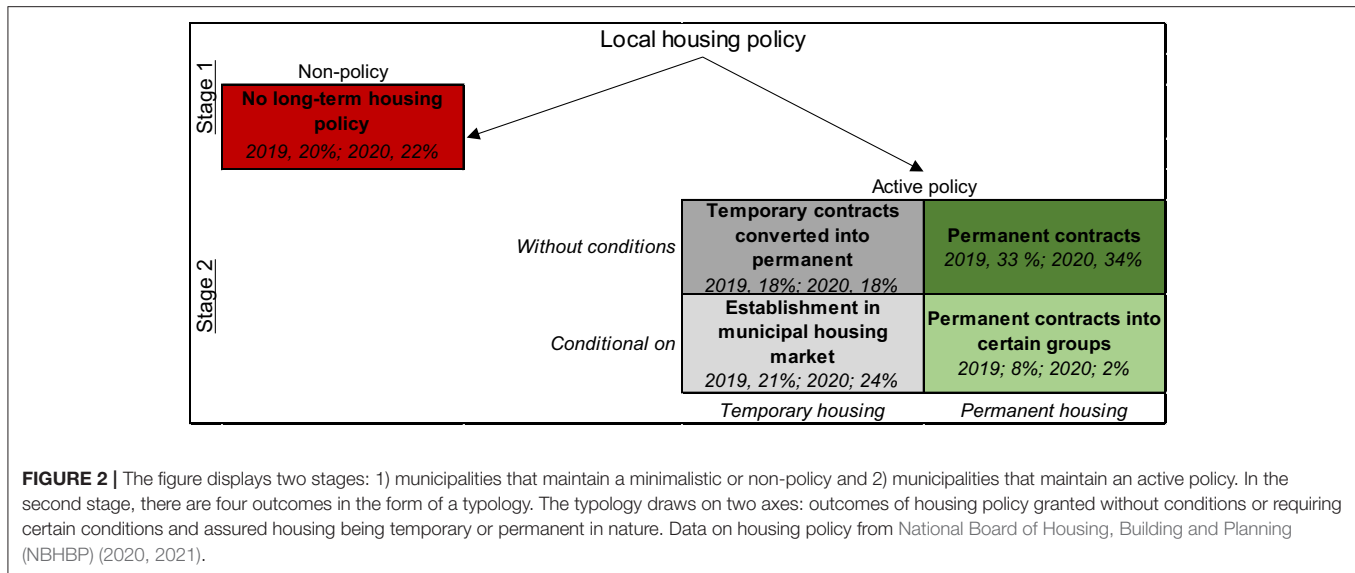 Local housing policy
Stage 1
Non-policy
No long-term housing
policy
2019, 20%; 2020, 22%
Active policy
Stage 2
Without conditions
Temporary contracts
converted into
permanent
2019, 18%; 2020, 18%
Permanent contracts
2019, 33 %; 2020, 34%
Conditional on
Establishment in
municipal housing
market
2019, 21%; 2020; 24%
Permanent contracts into
certain groups
2019; 8%; 2020; 2%
Temporary housing
Permanent housing
FIGURE 2 | The figure displays two stages: 1) municipalities that maintain a minimalistic or non-policy and 2) municipalities that maintain an active policy. In the
second stage, there are four outcomes in the form of a typology. The typology draws on two axes: outcomes of housing policy granted without conditions or requiring
certain conditions and assured housing being temporary or permanent in nature. Data on housing policy from National Board of Housing, Building and Planning
(NBHBP) (2020, 2021).